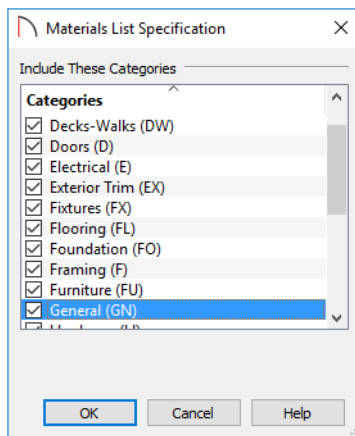 Materials List Specification
Include These Categories
Categories
Decks-Walks (DW)
Doors (D)
Electrical (E)
Exterior Trim (EX)
Fixtures (FX)
Flooring (FL)
Foundation (FO)
Framing (F)
Furniture (FU)
General (GN)
OK Cancel Help